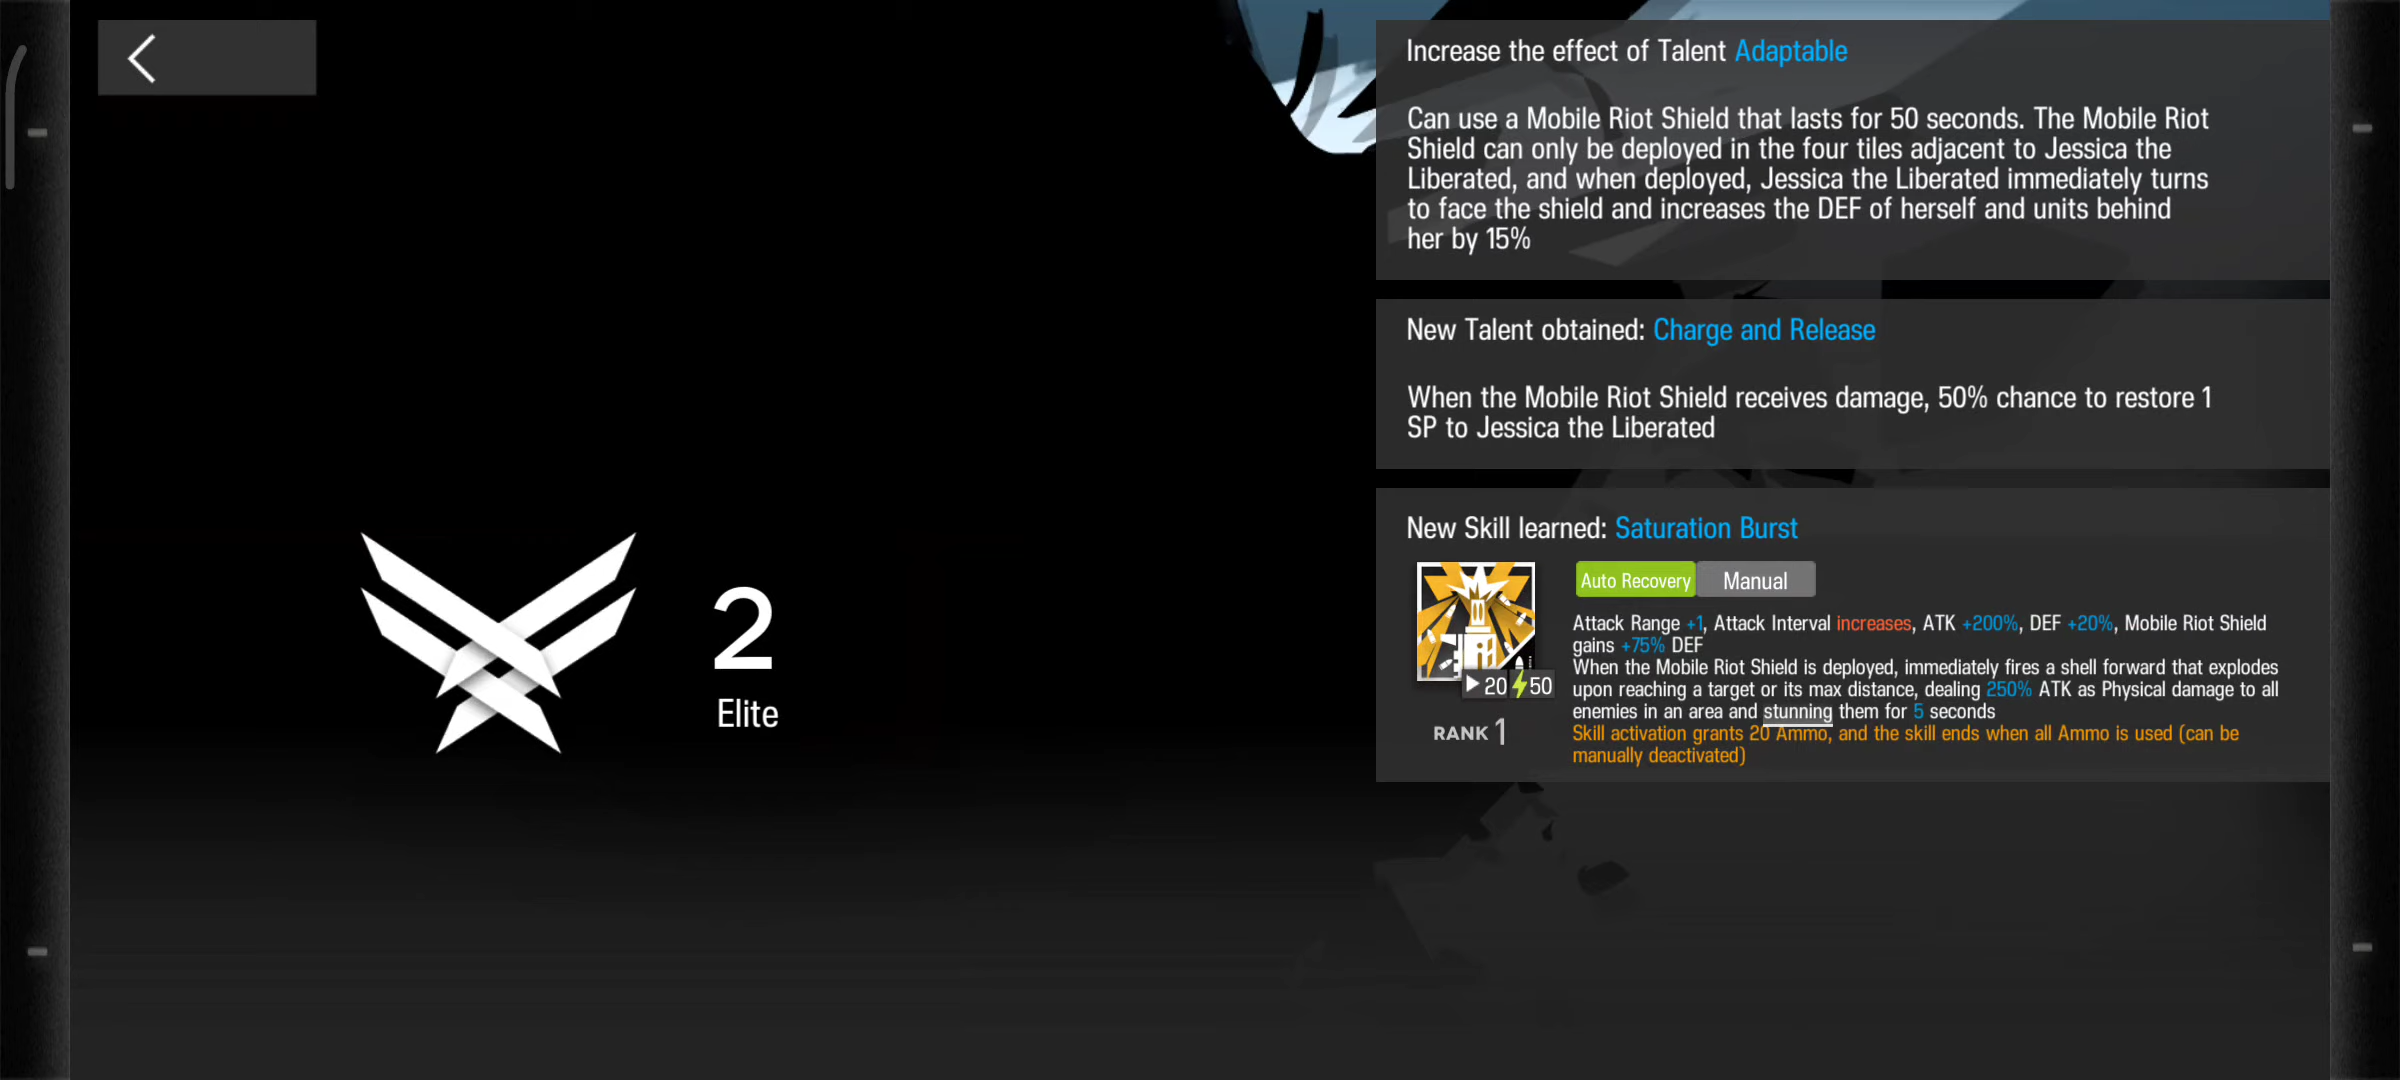 Increase the effect of Talent Adaptable
Can use a Mobile Riot Shield that lasts for 50 seconds. The Mobile Riot
Shield can only be deployed in the four tiles adjacent to Jessica the
Liberated, and when deployed, Jessica the Liberated immediately turns
to face the shield and increases the DEF of herself and units behind
her by 15%
New Talent obtained: Charge and Release
When the Mobile Riot Shield receives damage, 50% chance to restore 1
SP to Jessica the Liberated
2
Elite
New Skill learned: Saturation Burst
20 50
RANK 1
Auto Recovery Manual
Attack Range +1, Attack Interval increases, ATK +200%, DEF +20%, Mobile Riot Shield
gains +75% DEF
When the Mobile Riot Shield is deployed, immediately fires a shell forward that explodes
upon reaching a target or its max distance, dealing 250% ATK as Physical damage to all
enemies in an area and stunning them for 5 seconds
Skill activation grants 20 Ammo, and the skill ends when all Ammo is used (can be
manually deactivated)